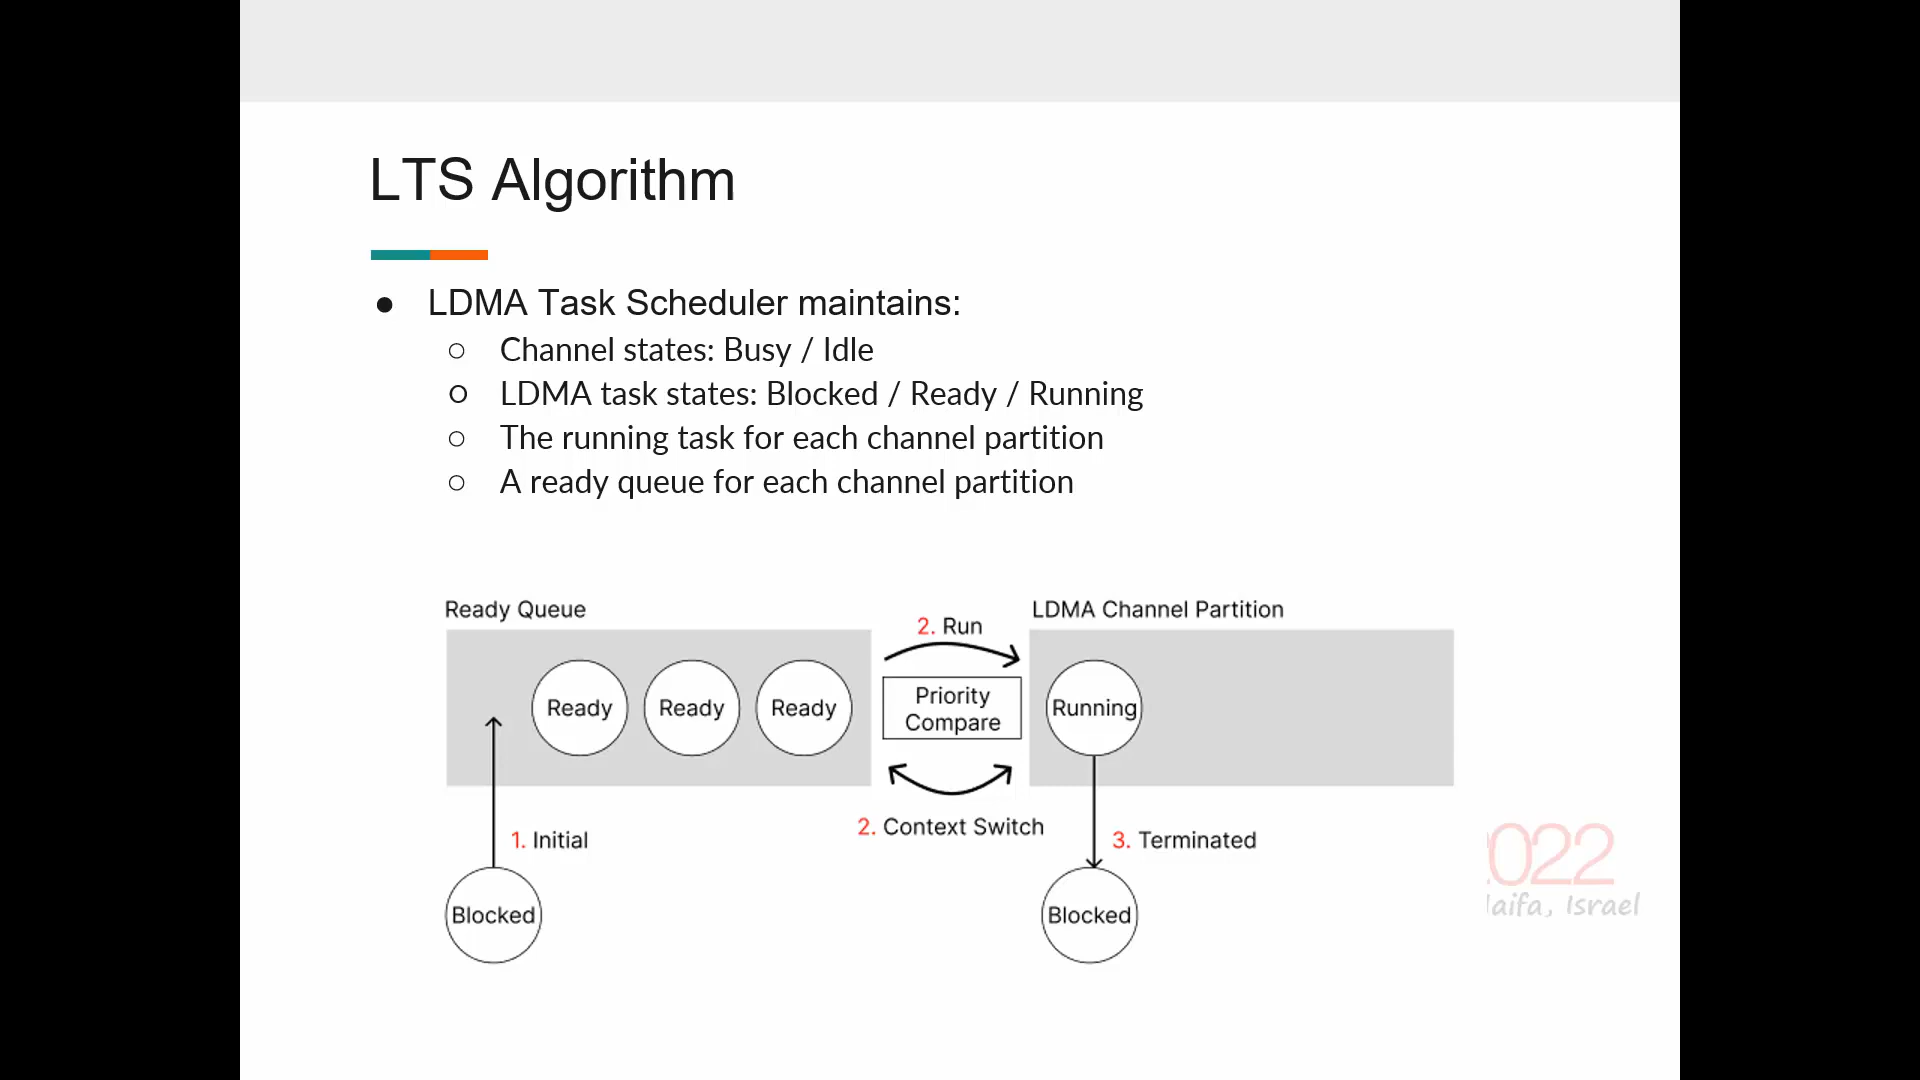 LTS Algorithm
● LDMA Task Scheduler maintains:
○ Channel states: Busy / Idle
○ LDMA task states: Blocked / Ready / Running
○ The running task for each channel partition
○ A ready queue for each channel partition
Ready Queue
2. Run
LDMA Channel Partition
Ready
Ready
Ready
Priority
Compare
Running
2. Context Switch
1. Initial
3. Terminated
Blocked
Blocked
022
aifa, Israel